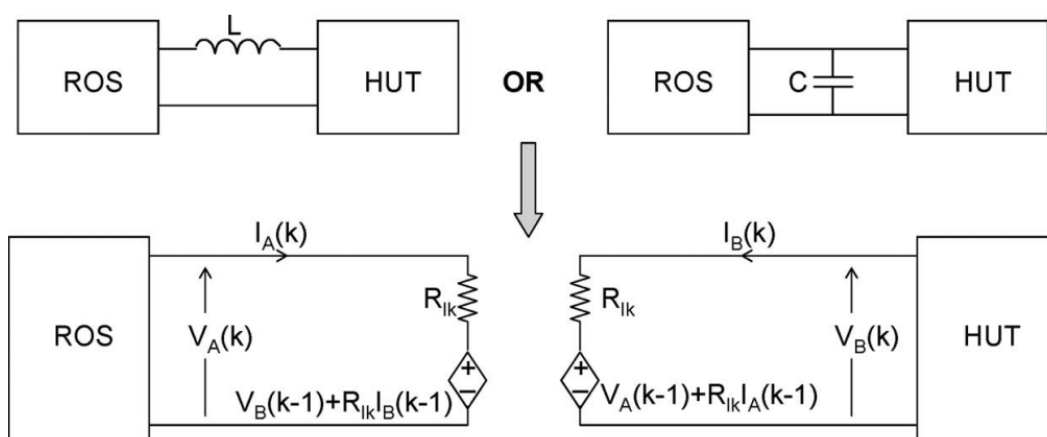 L
ROS
HUT
OR
ROS
C
HUT
I_A(k)
I_B(k)
R_lk
R_lk
ROS
V_A(k)
V_B(k)
HUT
V_B(k-1)+R_lkI_B(k-1)
V_A(k-1)+R_lkI_A(k-1)